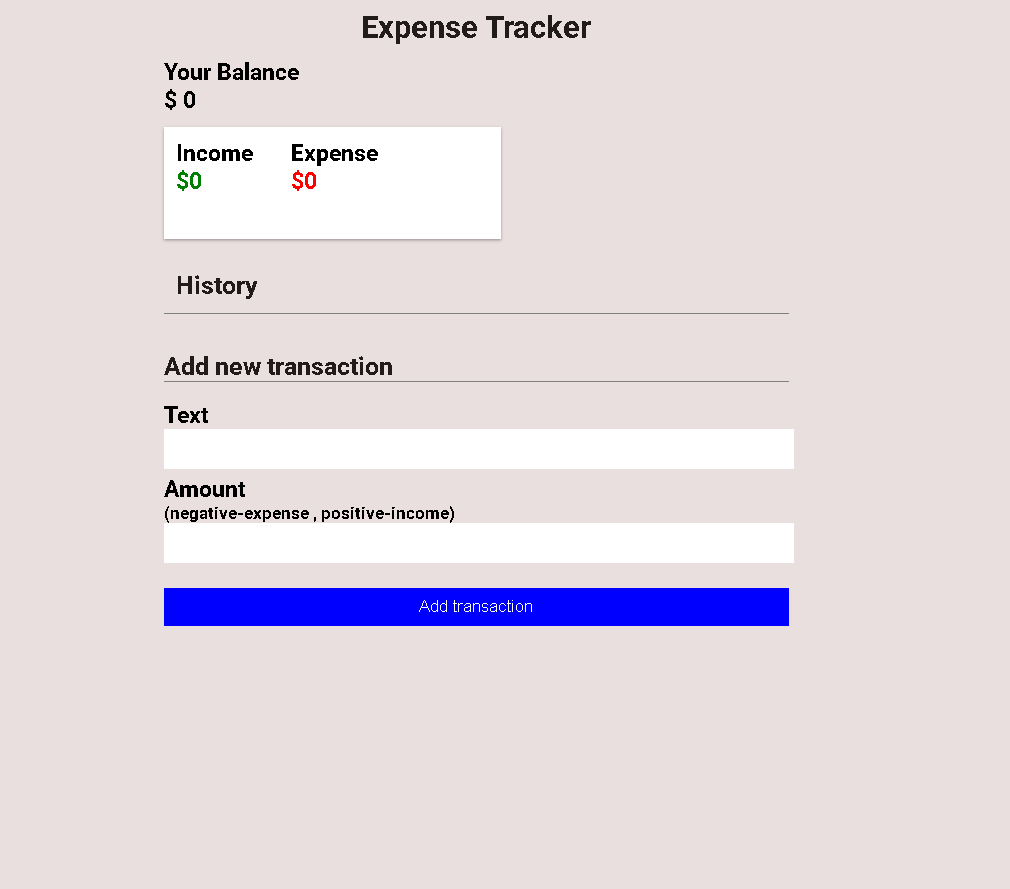 Expense Tracker
Your Balance
$ 0
Income Expense
$0 $0
History
Add new transaction
Text
Amount
(negative-expense , positive-income)
Add transaction